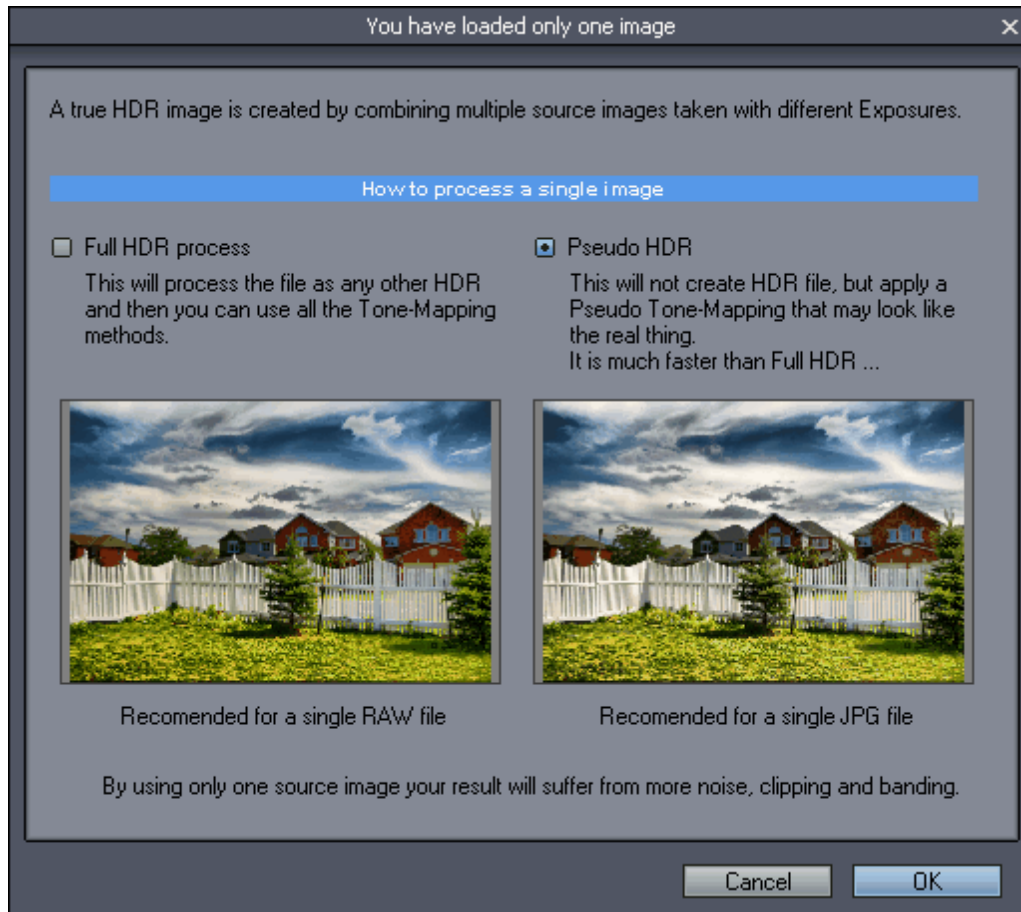 You have loaded only one image
A true HDR image is created by combining multiple source images taken with different Exposures.
How to process a single image
Full HDR process
This will process the file as any other HDR
and then you can use all the Tone-Mapping
methods.
Pseudo HDR
This will not create HDR file, but apply a
Pseudo Tone-Mapping that may look like
the real thing.
It is much faster than Full HDR ...
Recomended for a single RAW file
Recomended for a single JPG file
By using only one source image your result will suffer from more noise, clipping and banding.
Cancel
OK